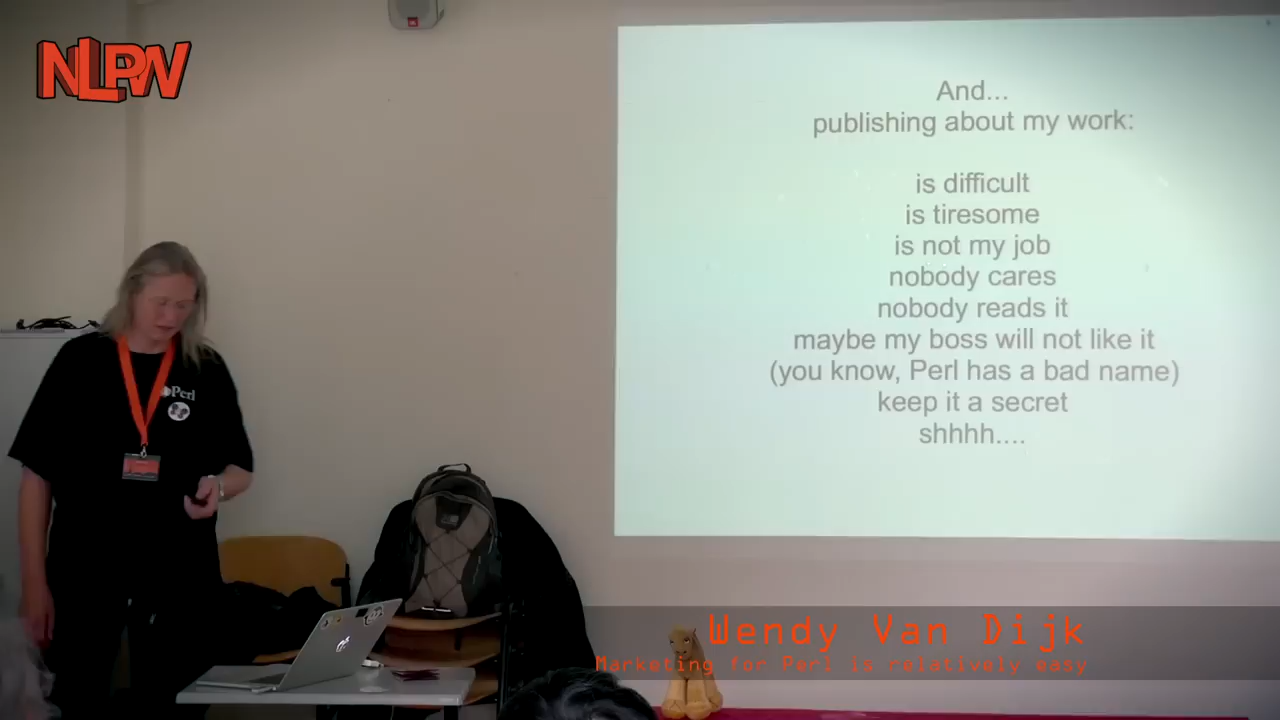 NLPW
And...
publishing about my work:
is difficult
is tiresome
is not my job
nobody cares
nobody reads it
maybe my boss will not like it
(you know, Perl has a bad name)
keep it a secret
shhhh....
Perl
Wendy Van Dijk
Marketing for Perl is relatively easy